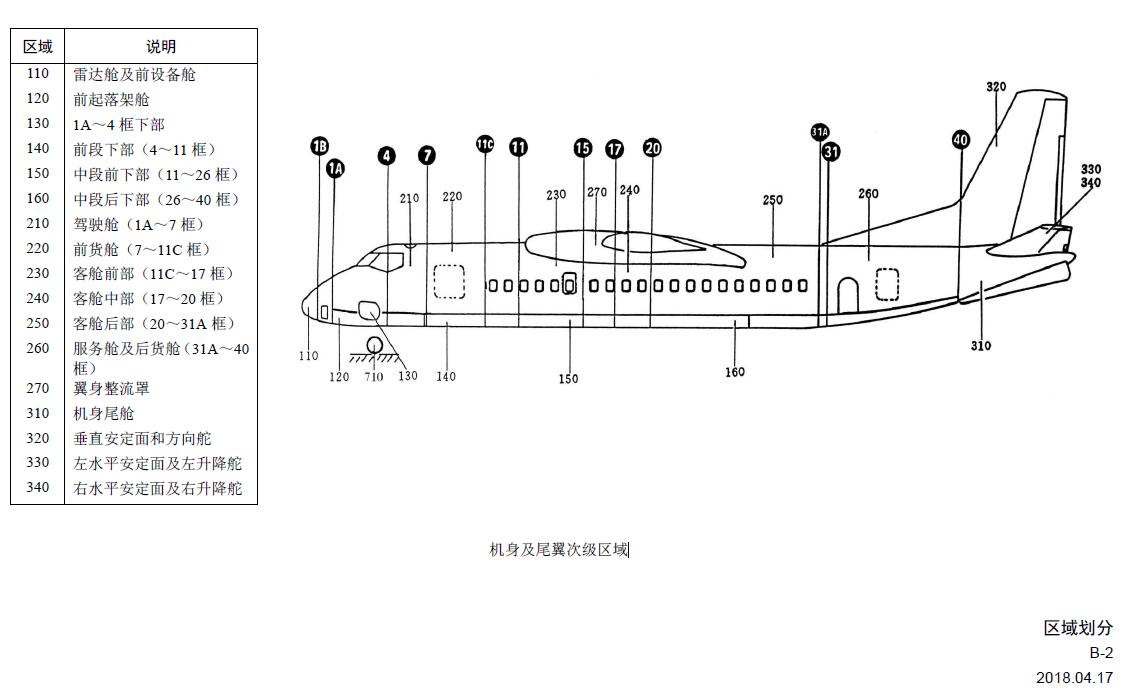 区域 说明
110 雷达舱及前设备舱
120 前起落架舱
130 1A～4 框下部
140 前段下部（4～11 框）
150 中段前下部（11～26 框）
160 中段后下部（26～40 框）
210 驾驶舱（1A～7 框）
220 前货舱（7～11C 框）
230 客舱前部（11C～17 框）
240 客舱中部（17～20 框）
250 客舱后部（20～31A 框）
260 服务舱及后货舱（31A～40
框）
270 翼身整流罩
310 机身尾舱
320 垂直安定面和方向舵
330 左水平安定面及左升降舵
340 右水平安定面及右升降舵
320
1B 1A 4 7 11C 11 15 17 20 31A 31 40
330
340
210 220 230 270 240 250 260
110 120 710 130 140 150 160 310
机身及尾翼次级区域
区域划分
B-2
2018.04.17